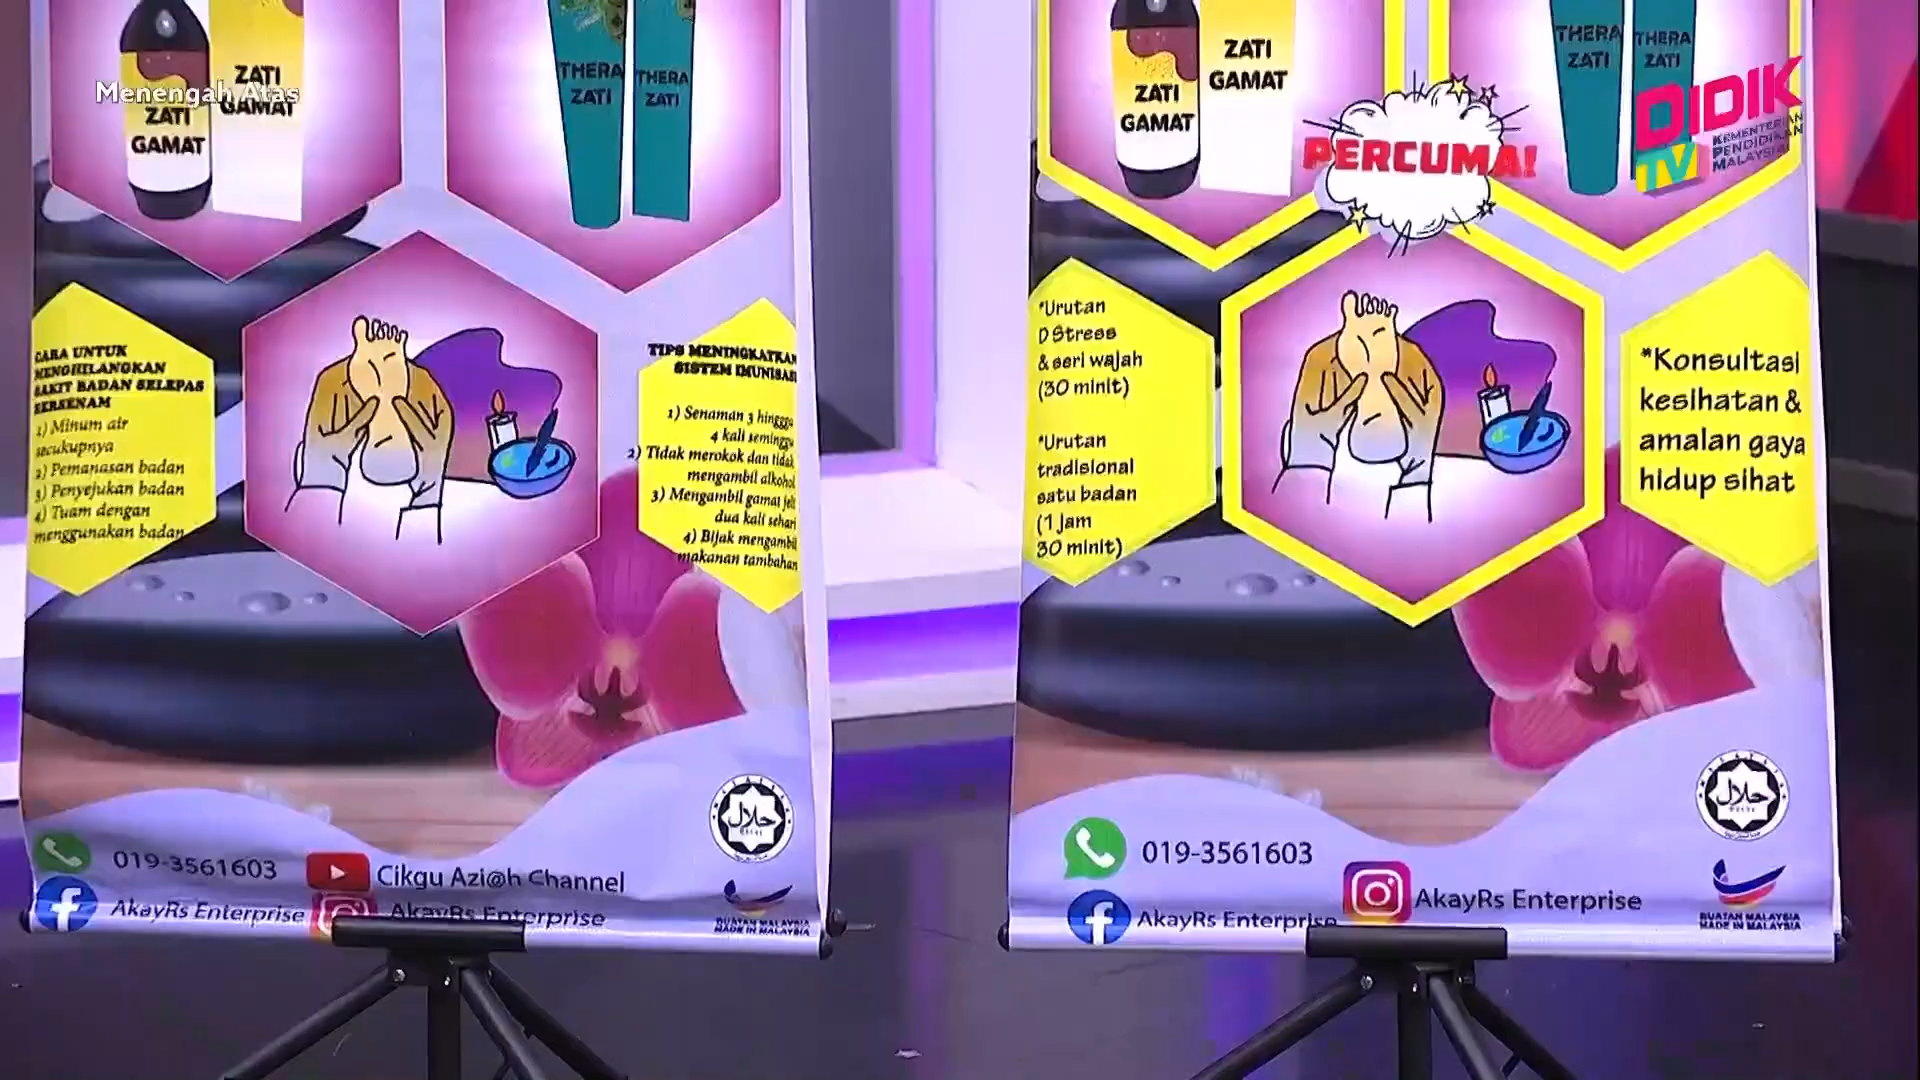 Menengah Atas
ZATI
GAMAT
ZATI
GAMAT
THERA
ZATI
THERA
ZATI
CARA UNTUK
MENGHILANGKAN
SAKIT BADAN SELEPAS
BERSENAM
1) Minum air
secukupnya
2) Pemanasan badan
3) Penyejukan badan
4) Tuam dengan
menggunakan badan
TIPS MENINGKATKAN
SISTEM IMUNISASI
1) Senaman 3 hingga
4 kali seminggu
2) Tidak merokok dan tidak
mengambil alkohol
3) Mengambil gamat jeli
dua kali sehari
4) Bijak mengambil
makanan tambahan
019-3561603
Cikgu Azi@h Channel
AkayRs Enterprise
AkayRs Enterprise
حلال
BUATAN MALAYSIA
MADE IN MALAYSIA
ZATI
GAMAT
ZATI
GAMAT
THERA
ZATI
THERA
ZATI
PERCUMA!
DIDIK
TV
KEMENTERIAN
PENDIDIKAN
MALAYSIA
*Urutan
D Stress
& seri wajah
(30 minit)
*Urutan
tradisional
satu badan
(1 Jam
30 minit)
*Konsultasi
kesihatan &
amalan gaya
hidup sihat
019-3561603
AkayRs Enterprise
AkayRs Enterprise
حلال
BUATAN MALAYSIA
MADE IN MALAYSIA